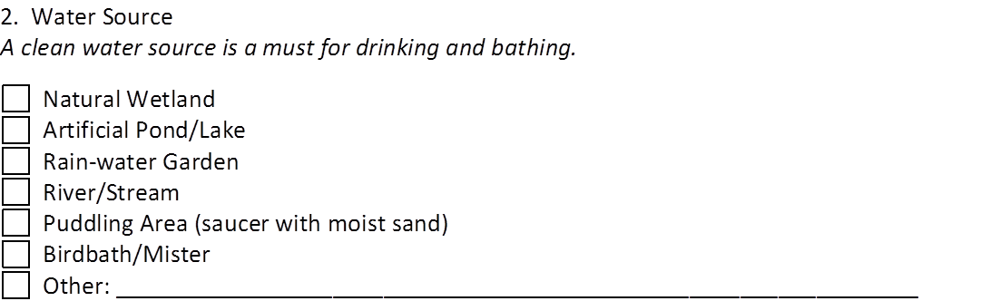 2. Water Source
A clean water source is a must for drinking and bathing.
Natural Wetland
Artificial Pond/Lake
Rain-water Garden
River/Stream
Puddling Area (saucer with moist sand)
Birdbath/Mister
Other: ______________________________